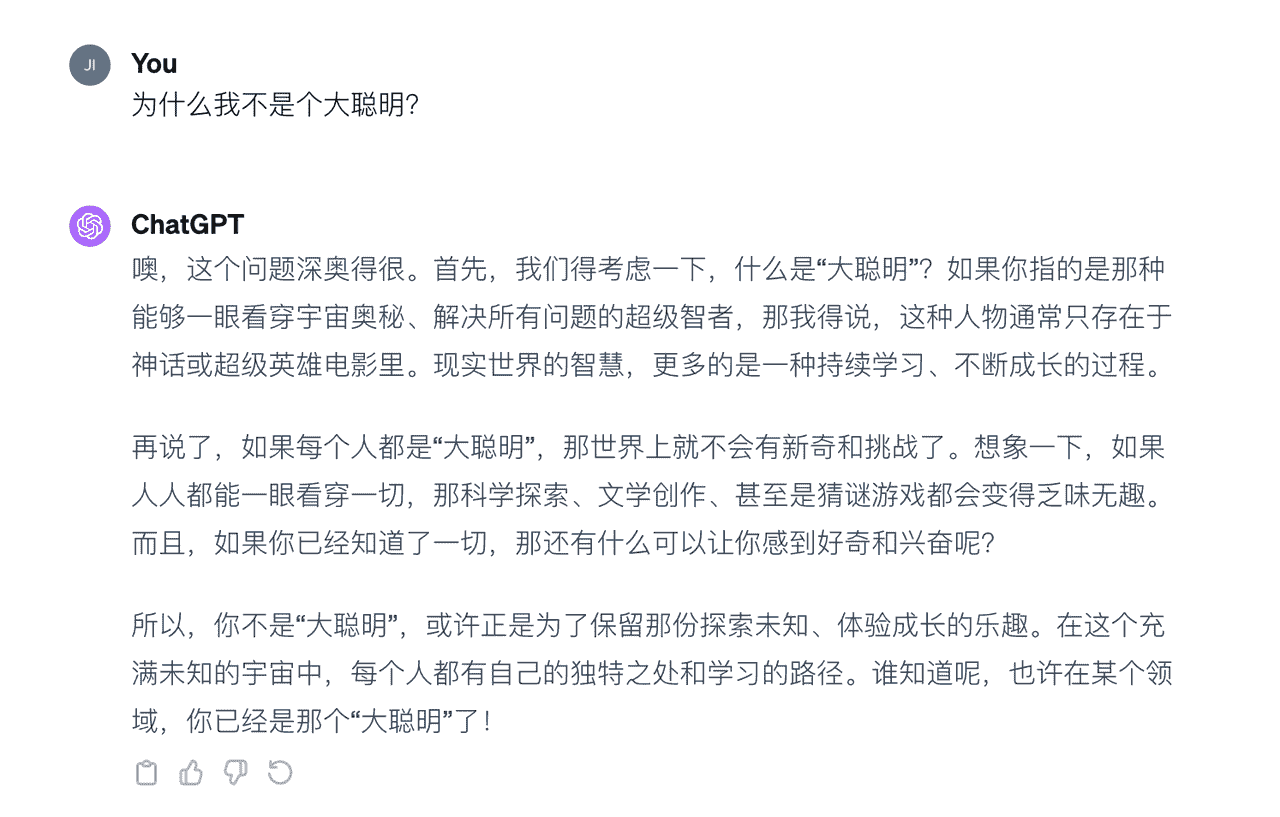 JI
You
为什么我不是个大聪明？
ChatGPT
噢，这个问题深奥得很。首先，我们得考虑一下，什么是“大聪明”？如果你指的是那种
能够一眼看穿宇宙奥秘、解决所有问题的超级智者，那我得说，这种人物通常只存在于
神话或超级英雄电影里。现实世界的智慧，更多的是一种持续学习、不断成长的过程。
再说了，如果每个人都是“大聪明”，那世界上就不会有新奇和挑战了。想象一下，如果
人人都能一眼看穿一切，那科学探索、文学创作、甚至是猜谜游戏都会变得乏味无趣。
而且，如果你已经知道了一切，那还有什么可以让你感到好奇和兴奋呢？
所以，你不是“大聪明”，或许正是为了保留那份探索未知、体验成长的乐趣。在这个充
满未知的宇宙中，每个人都有自己的独特之处和学习的路径。谁知道呢，也许在某个领
域，你已经是那个“大聪明”了！